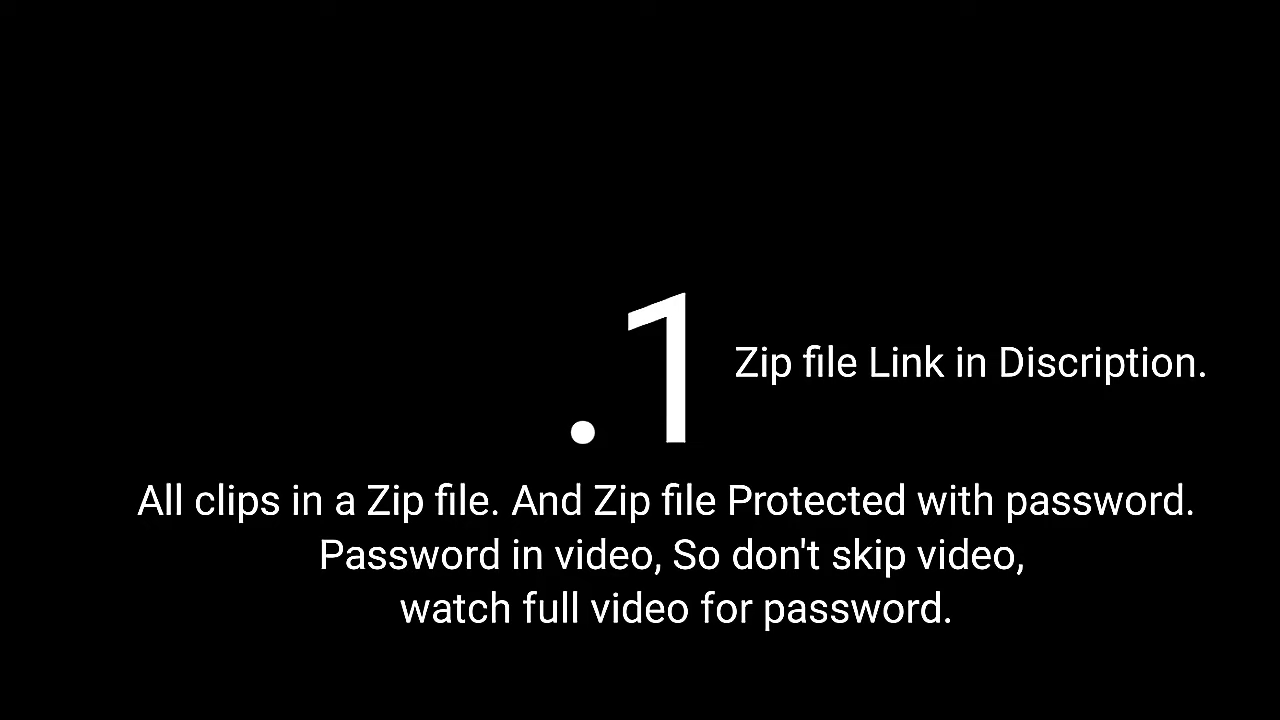 .1
Zip file Link in Discription.
All clips in a Zip file. And Zip file Protected with password.
Password in video, So don't skip video,
watch full video for password.